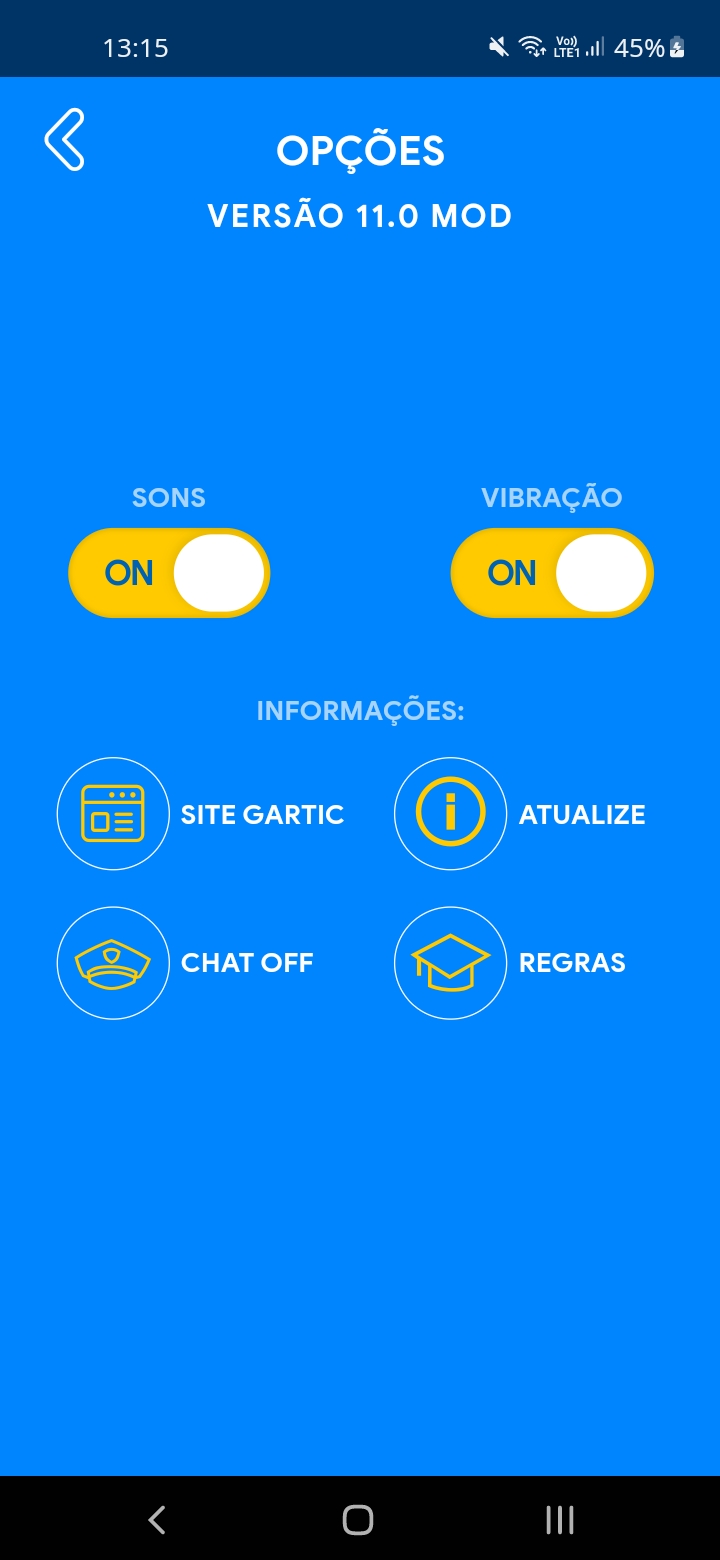 13:15
Vo)) LTE1 45%
OPÇÕES
VERSÃO 11.0 MOD
SONS VIBRAÇÃO
ON ON
INFORMAÇÕES:
SITE GARTIC ATUALIZE
CHAT OFF REGRAS